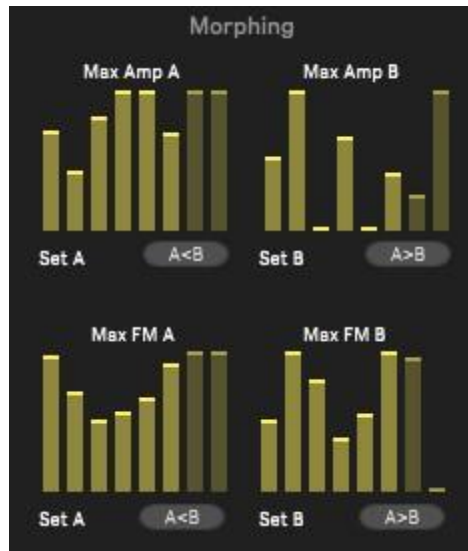 Morphing
Max Amp A
Max Amp B
Set A
A<B
Set B
A>B
Max FM A
Max FM B
Set A
A<B
Set B
A>B